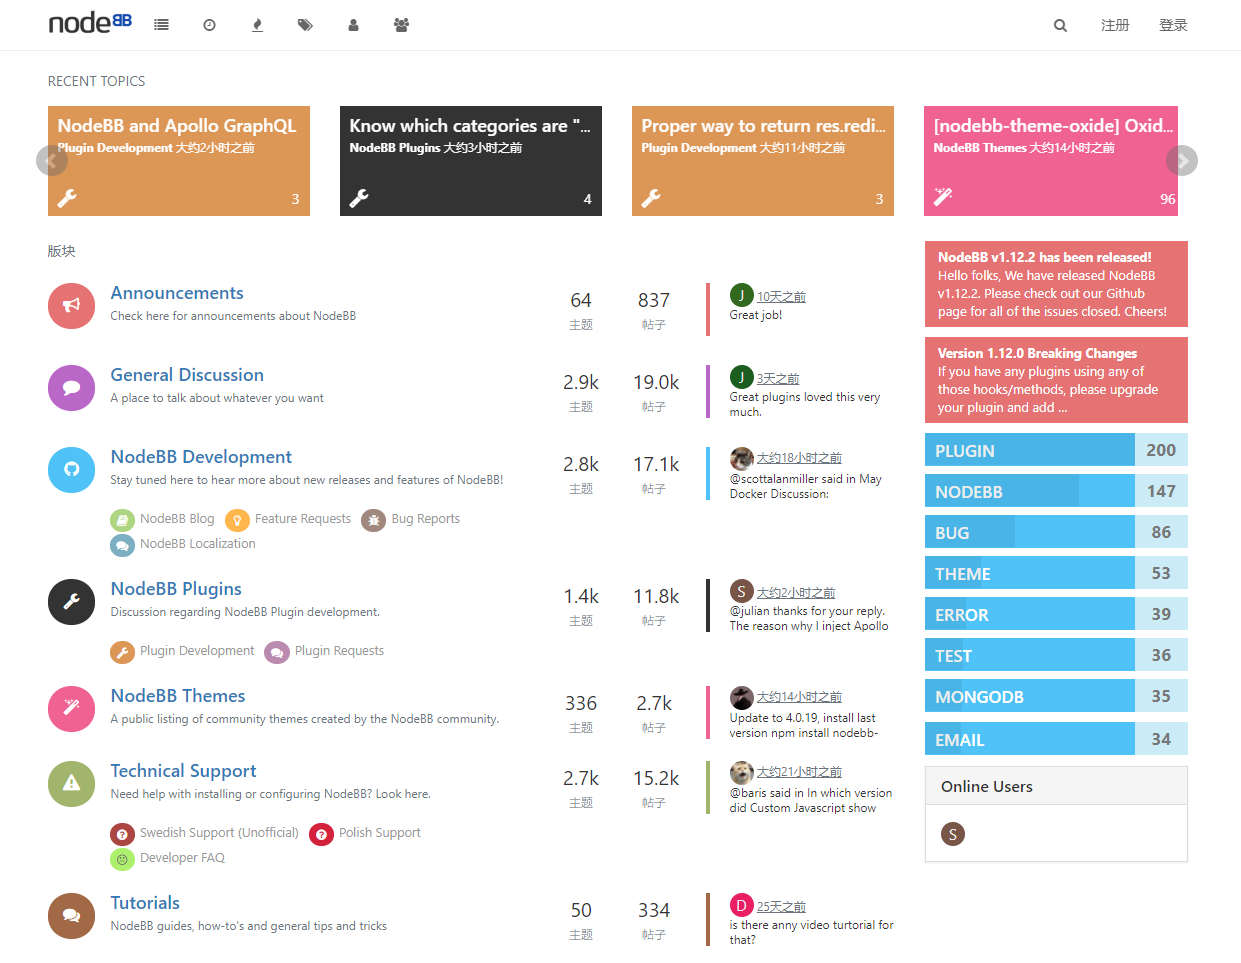 nodeBB
注册
登录
RECENT TOPICS
NodeBB and Apollo GraphQL
Plugin Development 大约2小时之前
3
Know which categories are "...
NodeBB Plugins 大约3小时之前
4
Proper way to return res.redi...
Plugin Development 大约11小时之前
3
[nodebb-theme-oxide] Oxid...
NodeBB Themes 大约14小时之前
96
版块
Announcements
Check here for announcements about NodeBB
64
主题
837
帖子
J 10天之前
Great job!
General Discussion
A place to talk about whatever you want
2.9k
主题
19.0k
帖子
J 3天之前
Great plugins loved this very
much.
NodeBB Development
Stay tuned here to hear more about new releases and features of NodeBB!
NodeBB Blog Feature Requests Bug Reports
NodeBB Localization
2.8k
主题
17.1k
帖子
大约18小时之前
@scottalanmiller said in May
Docker Discussion:
NodeBB Plugins
Discussion regarding NodeBB Plugin development.
Plugin Development Plugin Requests
1.4k
主题
11.8k
帖子
S 大约2小时之前
@julian thanks for your reply.
The reason why I inject Apollo
NodeBB Themes
A public listing of community themes created by the NodeBB community.
336
主题
2.7k
帖子
大约14小时之前
Update to 4.0.19, install last
version npm install nodebb-
Technical Support
Need help with installing or configuring NodeBB? Look here.
Swedish Support (Unofficial) Polish Support
Developer FAQ
2.7k
主题
15.2k
帖子
大约21小时之前
@baris said in In which version
did Custom Javascript show
Tutorials
NodeBB guides, how-to's and general tips and tricks
50
主题
334
帖子
D 25天之前
is there anny video turtorial for
that?
NodeBB v1.12.2 has been released!
Hello folks, We have released NodeBB
v1.12.2. Please check out our Github
page for all of the issues closed. Cheers!
Version 1.12.0 Breaking Changes
If you have any plugins using any of
those hooks/methods, please upgrade
your plugin and add ...
PLUGIN 200
NODEBB 147
BUG 86
THEME 53
ERROR 39
TEST 36
MONGODB 35
EMAIL 34
Online Users
S